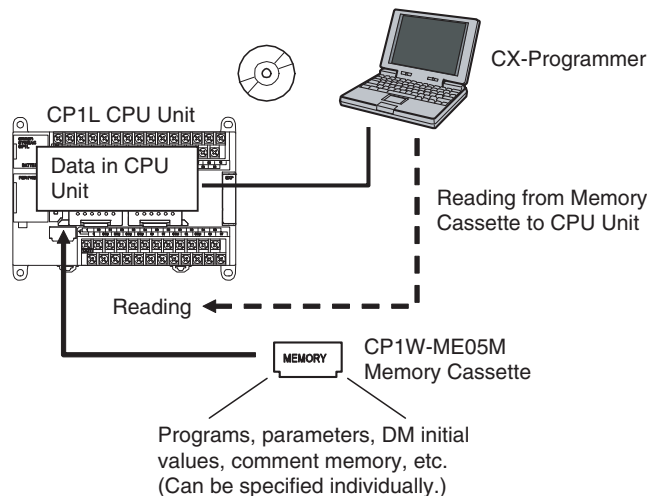 CX-Programmer
CP1L CPU Unit
Data in CPU
Unit
Reading from Memory
Cassette to CPU Unit
Reading
MEMORY
CP1W-ME05M
Memory Cassette
Programs, parameters, DM initial
values, comment memory, etc.
(Can be specified individually.)